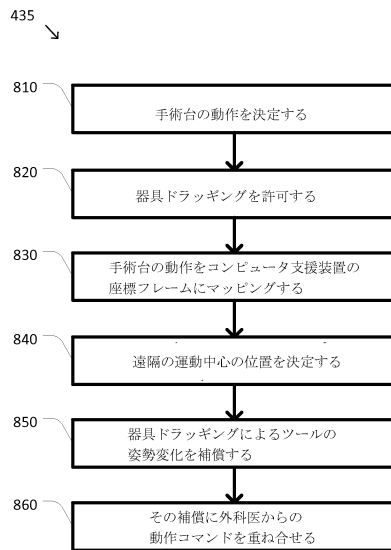 435
810
手術台の動作を決定する
820
器具ドラッギングを許可する
830
手術台の動作をコンピュータ支援装置の
座標フレームにマッピングする
840
遠隔の運動中心の位置を決定する
850
器具ドラッギングによるツールの
姿勢変化を補償する
860
その補償に外科医からの
動作コマンドを重ね合せる